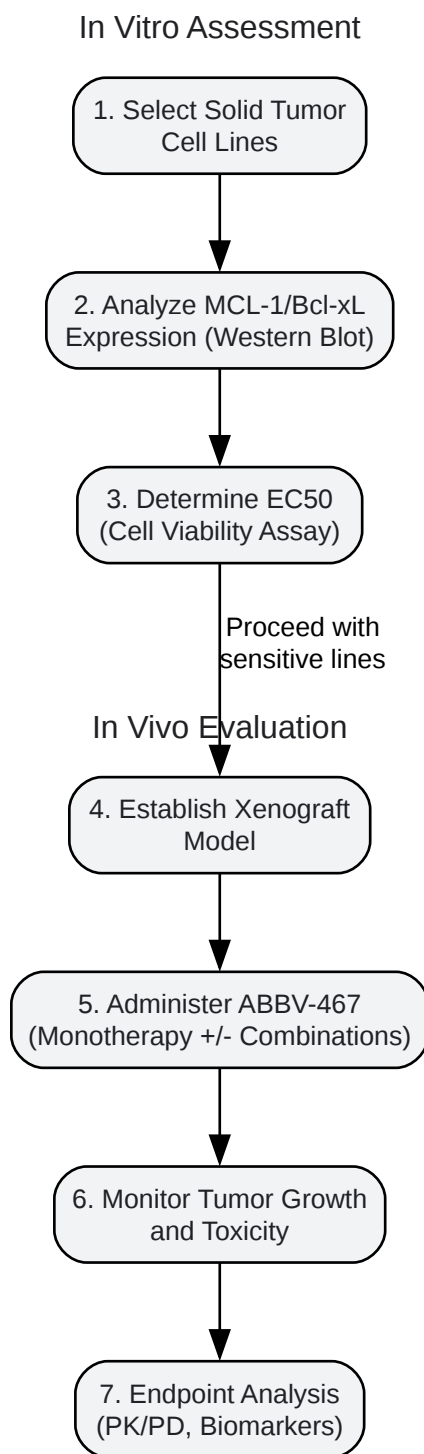 In Vitro Assessment
1. Select Solid Tumor
Cell Lines
2. Analyze MCL-1/Bcl-xL
Expression (Western Blot)
3. Determine EC50
(Cell Viability Assay)
Proceed with
sensitive lines
In Vivo Evaluation
4. Establish Xenograft
Model
5. Administer ABBV-467
(Monotherapy +/- Combinations)
6. Monitor Tumor Growth
and Toxicity
7. Endpoint Analysis
(PK/PD, Biomarkers)